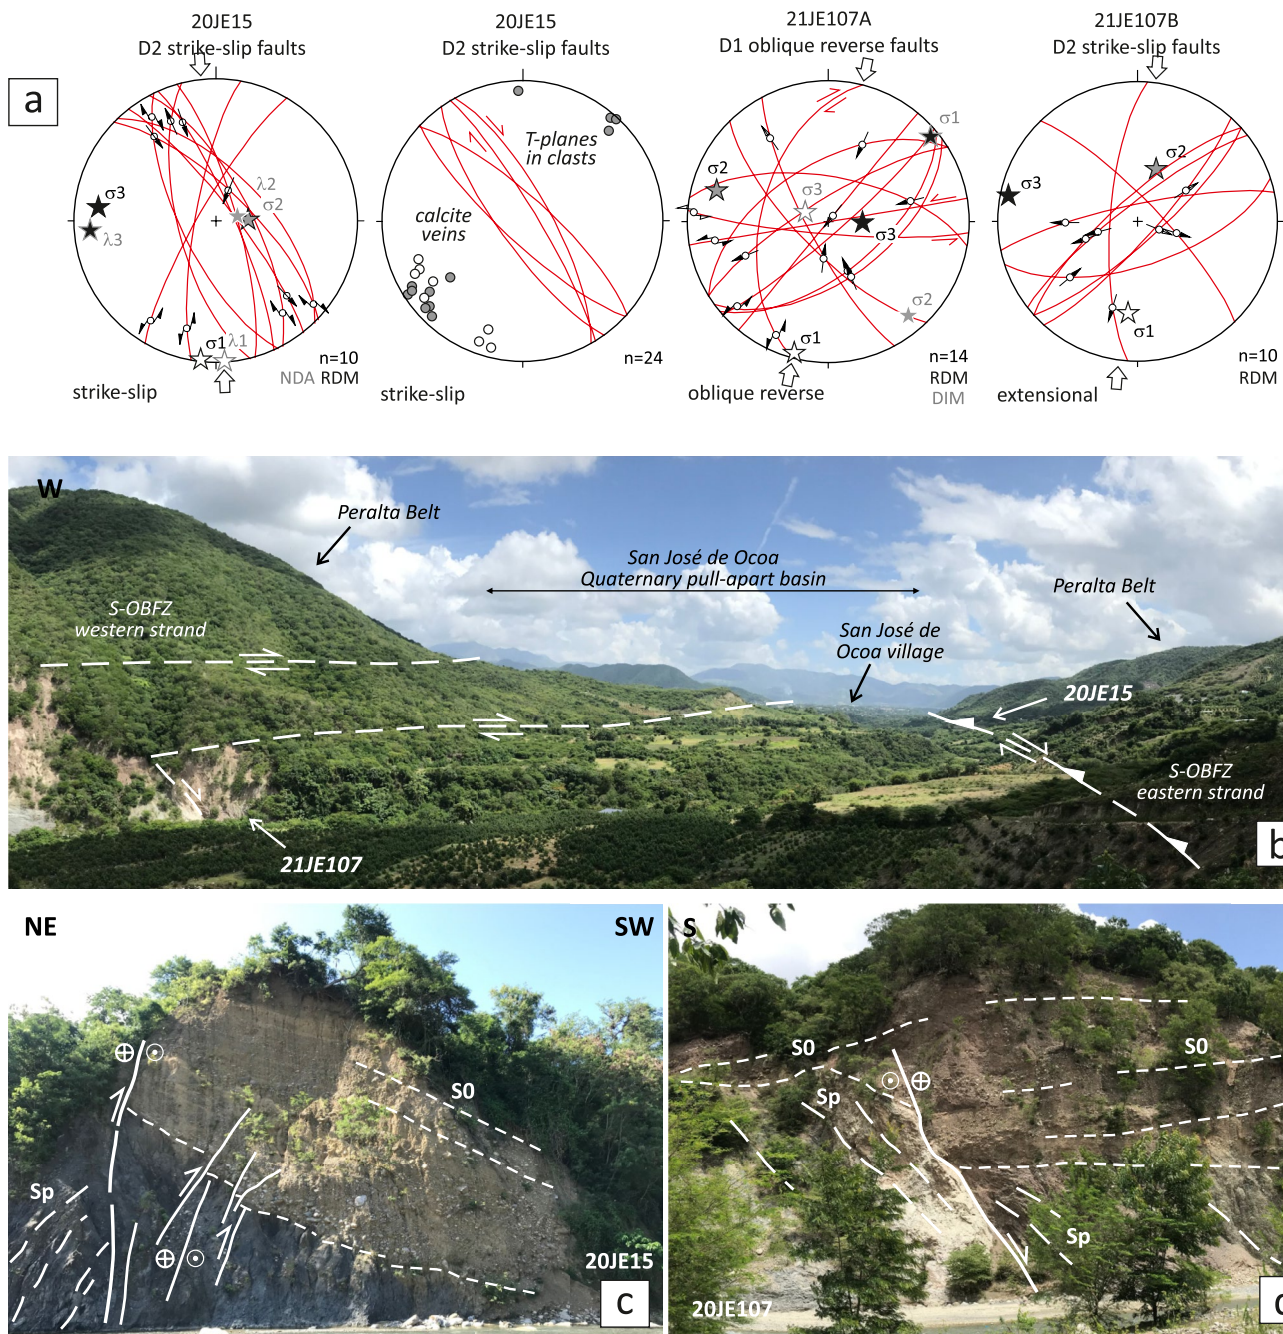 20JE15
D2 strike-slip faults
20JE15
D2 strike-slip faults
21JE107A
D1 oblique reverse faults
21JE107B
D2 strike-slip faults
a
σ3
λ3
λ2
σ2
σ1
λ1
n=10
NDA RDM
strike-slip
T-planes
in clasts
calcite
veins
n=24
strike-slip
σ1
σ2
σ3
σ3
σ2
σ1
n=14
RDM
DIM
oblique reverse
σ3
σ2
σ1
n=10
RDM
extensional
W
Peralta Belt
San José de Ocoa
Quaternary pull-apart basin
Peralta Belt
S-OBFZ
western strand
San José de
Ocoa village
20JE15
S-OBFZ
eastern strand
21JE107
b
NE
SW
S0
Sp
20JE15
c
S
S0
S0
Sp
Sp
20JE107